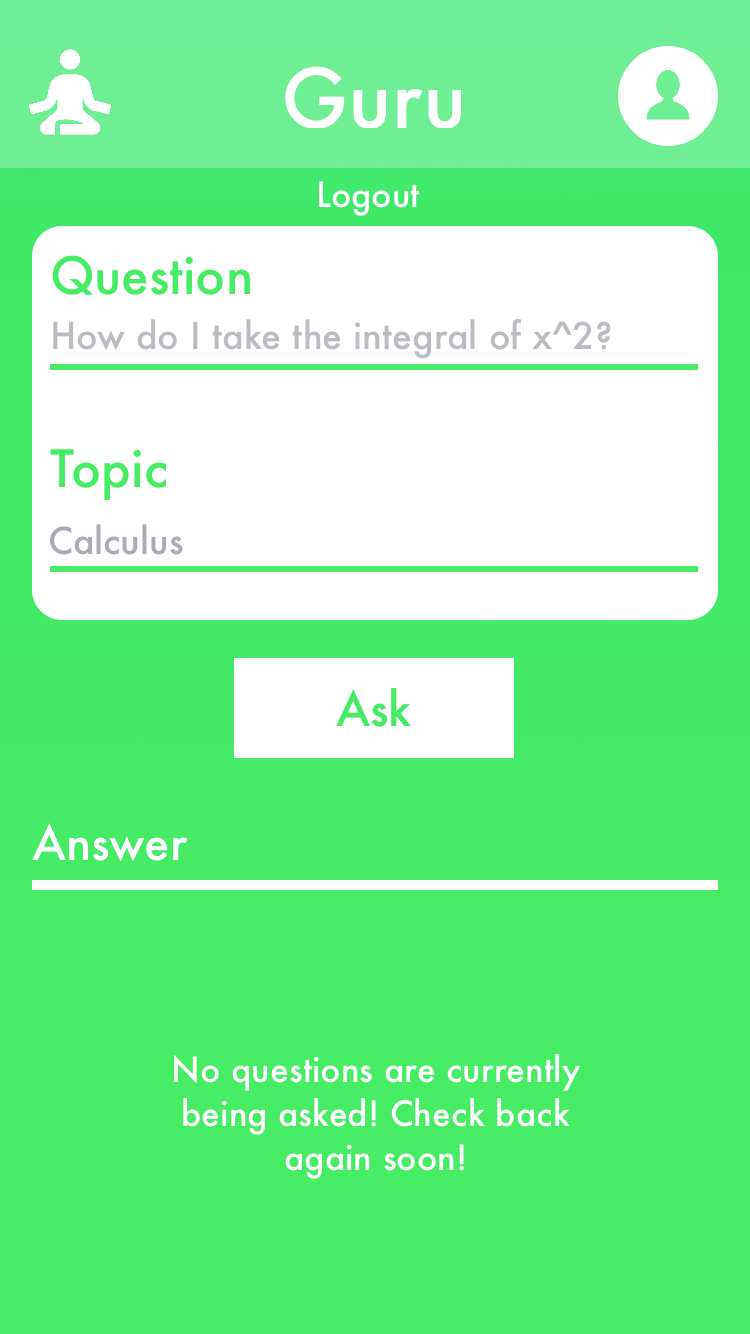 Guru
Logout
Question
How do I take the integral of x^2?
Topic
Calculus
Ask
Answer
No questions are currently
being asked! Check back
again soon!